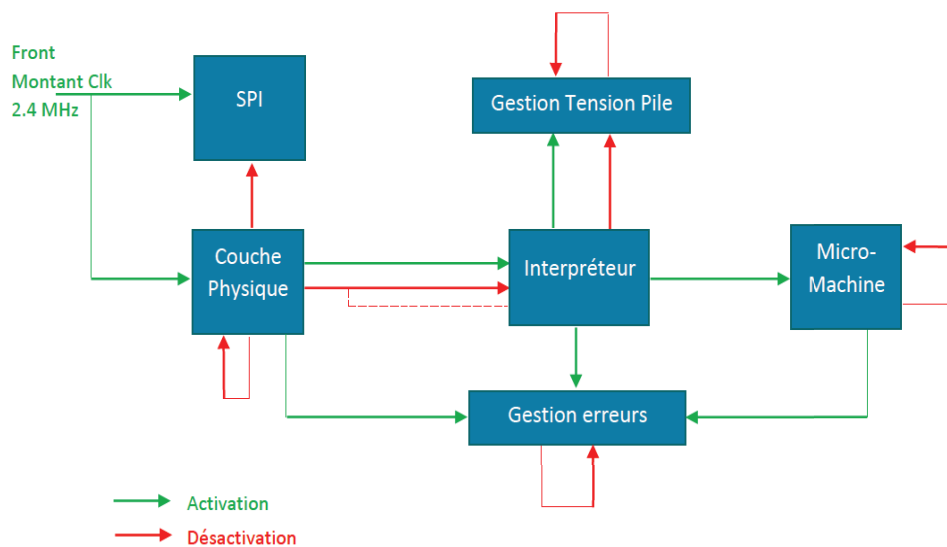 Front
Montant Clk
2.4 MHz
SPI
Gestion Tension Pile
Couche
Physique
Interpréteur
Micro-
Machine
Gestion erreurs
Activation
Désactivation